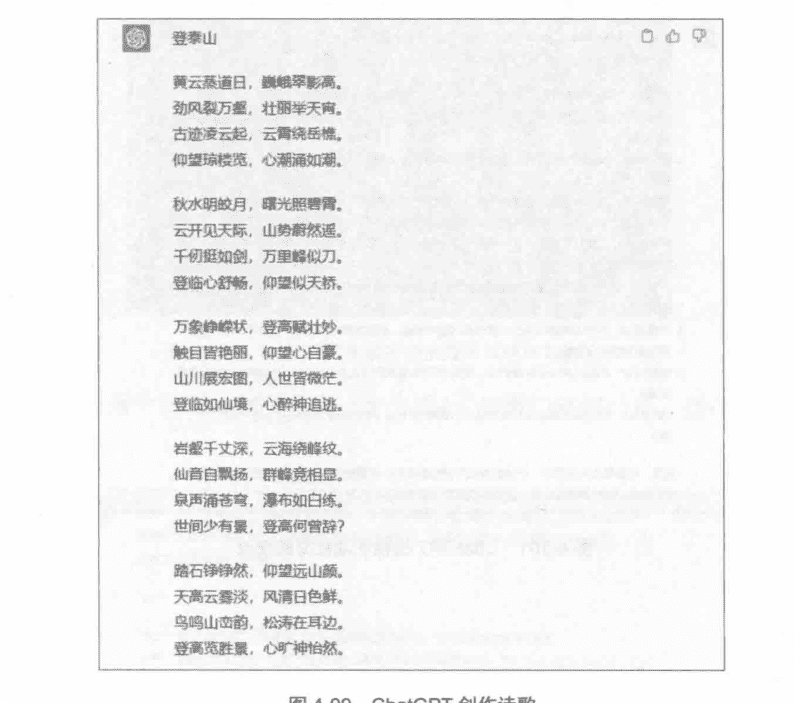 登泰山
黄云蒸道日，巍峨翠影高。
劲风裂万壑，壮丽举天宵。
古迹凌云起，云霄绕岳樵。
仰望琼楼览，心潮涌如潮。
秋水明皎月，曙光照碧霄。
云开见天际，山势蔚然遥。
千仞挺如剑，万里峰似刀。
登临心舒畅，仰望似天桥。
万象峥嵘状，登高赋壮妙。
触目皆艳丽，仰望心自豪。
山川展宏图，人世皆微茫。
登临如仙境，心醉神追逃。
岩壑千丈深，云海绕峰纹。
仙音自飘扬，群峰竞相显。
泉声涌苍穹，瀑布如白练。
世间少有景，登高何曾辞？
踏石铮铮然，仰望远山颜。
天高云雾淡，风清日色鲜。
鸟鸣山峦韵，松涛在耳边。
登高览胜景，心旷神怡然。
ChatGPT 创作诗歌